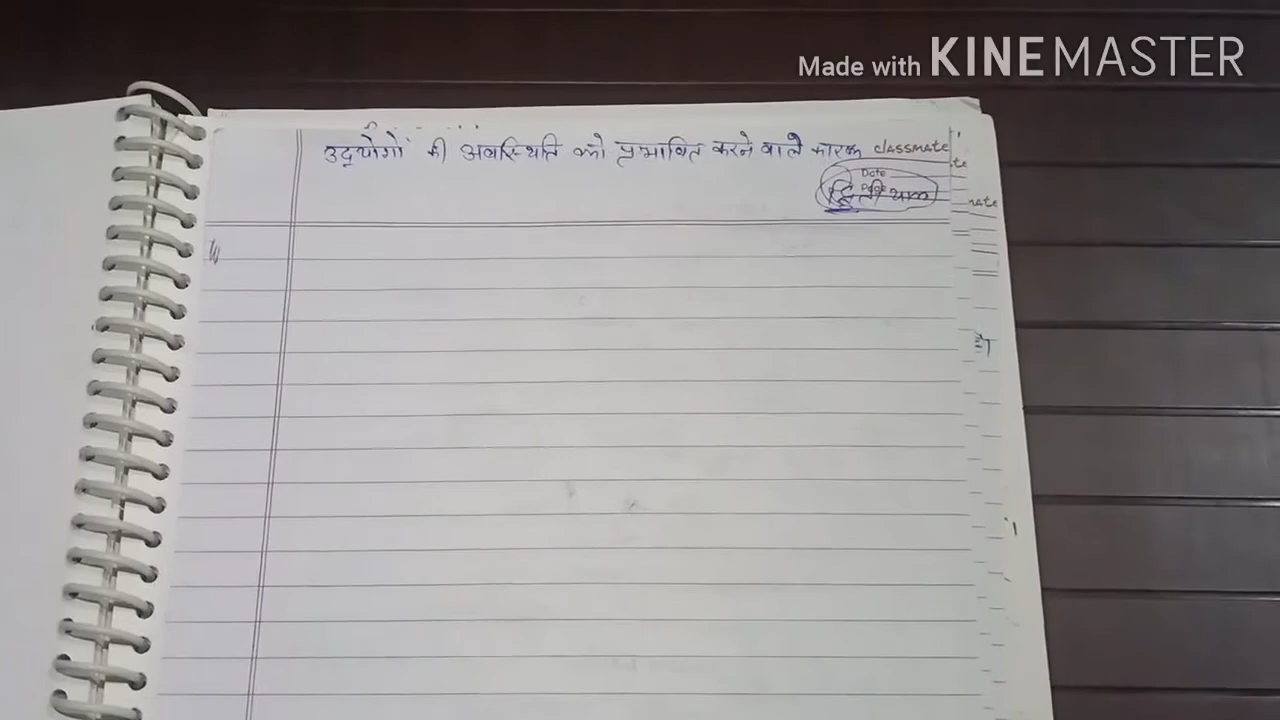 Made with KINEMASTER
उद्योगों की अवस्थिति को प्रभावित करने वाले कारक classmate
Date
Page